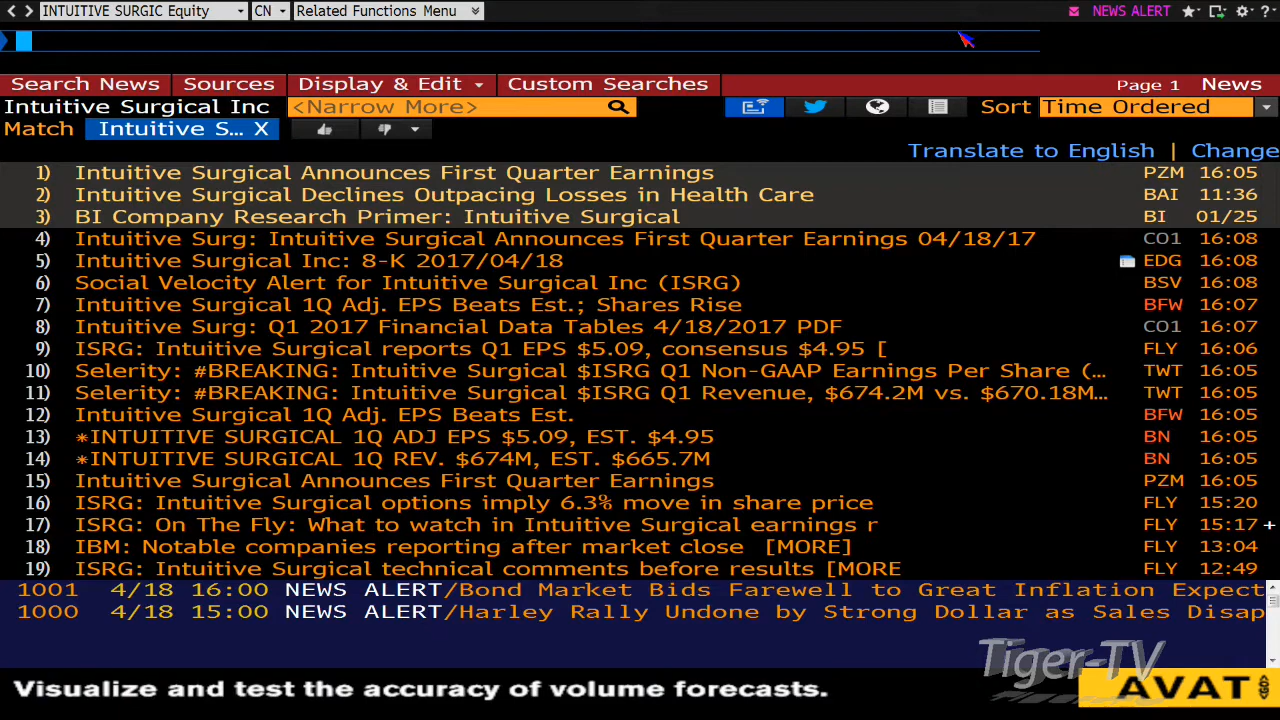 INTUITIVE SURGIC Equity CN Related Functions Menu NEWS ALERT ?
Search News Sources Display & Edit Custom Searches Page 1 News
Intuitive Surgical Inc <Narrow More> Sort Time Ordered
Match Intuitive S... X
Translate to English | Change
1) Intuitive Surgical Announces First Quarter Earnings PZM 16:05
2) Intuitive Surgical Declines Outpacing Losses in Health Care BAI 11:36
3) BI Company Research Primer: Intuitive Surgical BI 01/25
4) Intuitive Surg: Intuitive Surgical Announces First Quarter Earnings 04/18/17 CO1 16:08
5) Intuitive Surgical Inc: 8-K 2017/04/18 EDG 16:08
6) Social Velocity Alert for Intuitive Surgical Inc (ISRG) BSV 16:08
7) Intuitive Surgical 1Q Adj. EPS Beats Est.; Shares Rise BFW 16:07
8) Intuitive Surg: Q1 2017 Financial Data Tables 4/18/2017 PDF CO1 16:07
9) ISRG: Intuitive Surgical reports Q1 EPS $5.09, consensus $4.95 [ FLY 16:06
10) Selerity: #BREAKING: Intuitive Surgical $ISRG Q1 Non-GAAP Earnings Per Share (... TWT 16:05
11) Selerity: #BREAKING: Intuitive Surgical $ISRG Q1 Revenue, $674.2M vs. $670.18M... TWT 16:05
12) Intuitive Surgical 1Q Adj. EPS Beats Est. BFW 16:05
13) *INTUITIVE SURGICAL 1Q ADJ EPS $5.09, EST. $4.95 BN 16:05
14) *INTUITIVE SURGICAL 1Q REV. $674M, EST. $665.7M BN 16:05
15) Intuitive Surgical Announces First Quarter Earnings PZM 16:05
16) ISRG: Intuitive Surgical options imply 6.3% move in share price FLY 15:20
17) ISRG: On The Fly: What to watch in Intuitive Surgical earnings r FLY 15:17 +
18) IBM: Notable companies reporting after market close [MORE] FLY 13:04
19) ISRG: Intuitive Surgical technical comments before results [MORE FLY 12:49
1001 4/18 16:00 NEWS ALERT/Bond Market Bids Farewell to Great Inflation Expect
1000 4/18 15:00 NEWS ALERT/Harley Rally Undone by Strong Dollar as Sales Disap
Tiger-TV
Visualize and test the accuracy of volume forecasts. AVAT <GO>